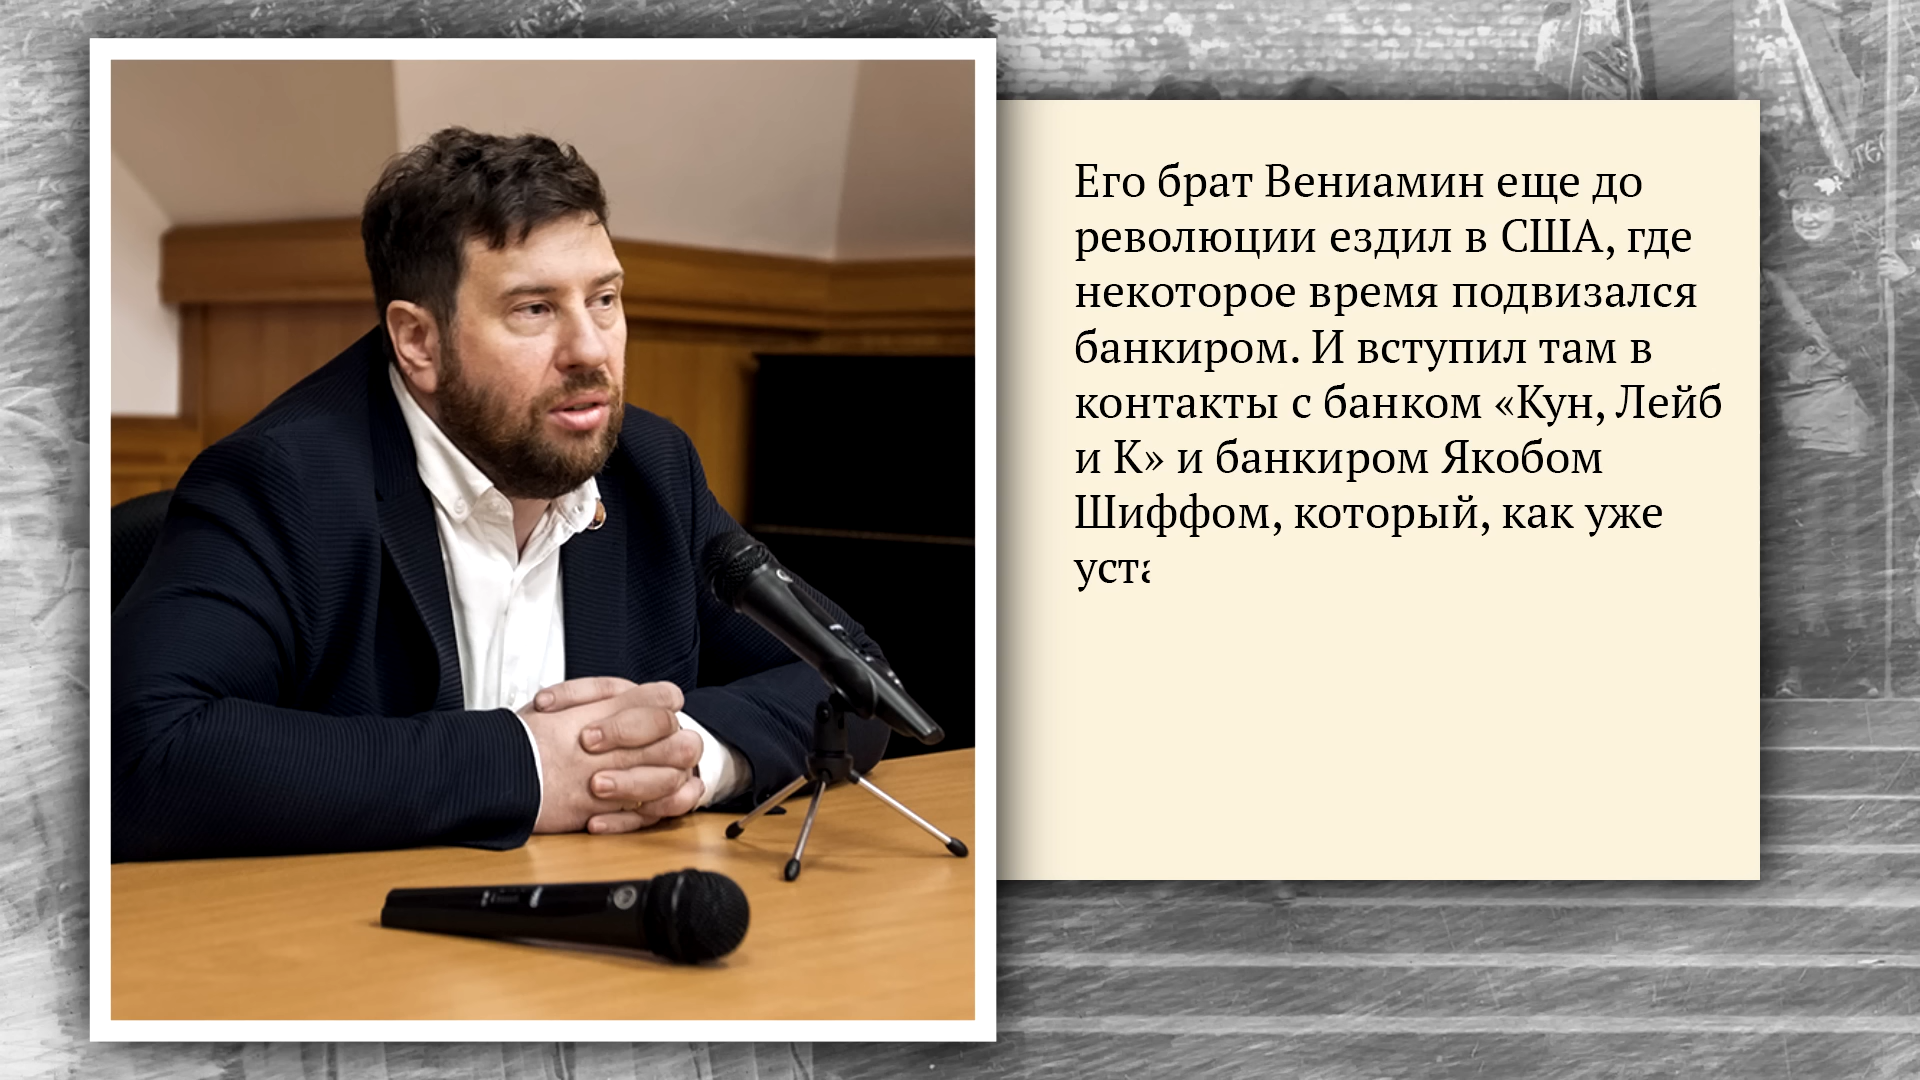 Его брат Вениамин еще до
революции ездил в США, где
некоторое время подвизался
банкиром. И вступил там в
контакты с банком «Кун, Лейб
и К» и банкиром Якобом
Шиффом, который, как уже